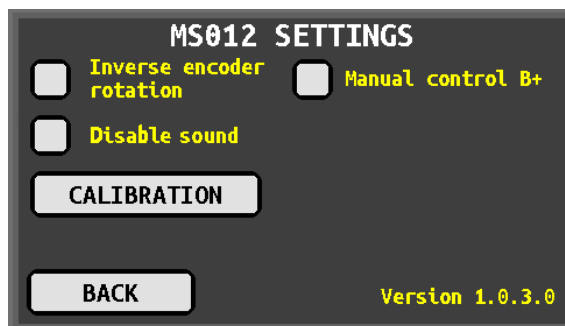 MS012 SETTINGS
Inverse encoder
rotation
Manual control B+
Disable sound
CALIBRATION
BACK
Version 1.0.3.0